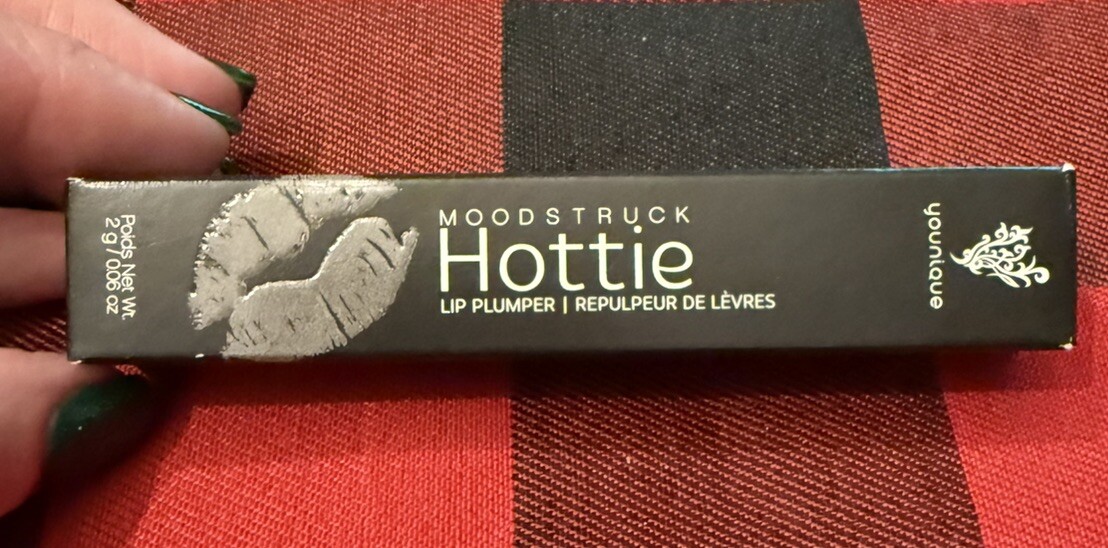 Poids Net Wt.
2 g / 0.06 oz
MOODSTRUCK
Hottie
LIP PLUMPER | REPULPEUR DE LÈVRES
younique